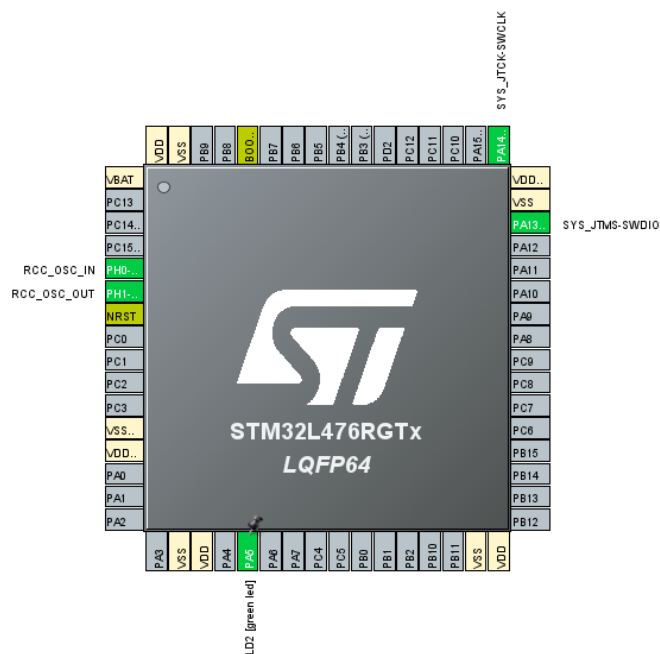 SYS_JTCK-SWCLK
VDD
VSS
PB9
PB8
BOO..
PB7
PB6
PB5
PB4 (..
PB3 (..
PD2
PC12
PC11
PC10
PA15..
PA14..
VBAT
PC13
PC14..
PC15..
RCC_OSC_IN PH0-..
RCC_OSC_OUT PH1-..
NRST
PC0
PC1
PC2
PC3
VSS..
VDD..
PA0
PA1
PA2
ST
STM32L476RGTx
LQFP64
VDD..
VSS
PA13.. SYS_JTMS-SWDIO
PA12
PA11
PA10
PA9
PA8
PC9
PC8
PC7
PC6
PB15
PB14
PB13
PB12
PA3
VSS
VDD
PA4
PA5
PA6
PA7
PC4
PC5
PB0
PB1
PB2
PB10
PB11
VSS
VDD
LD2 [green led]